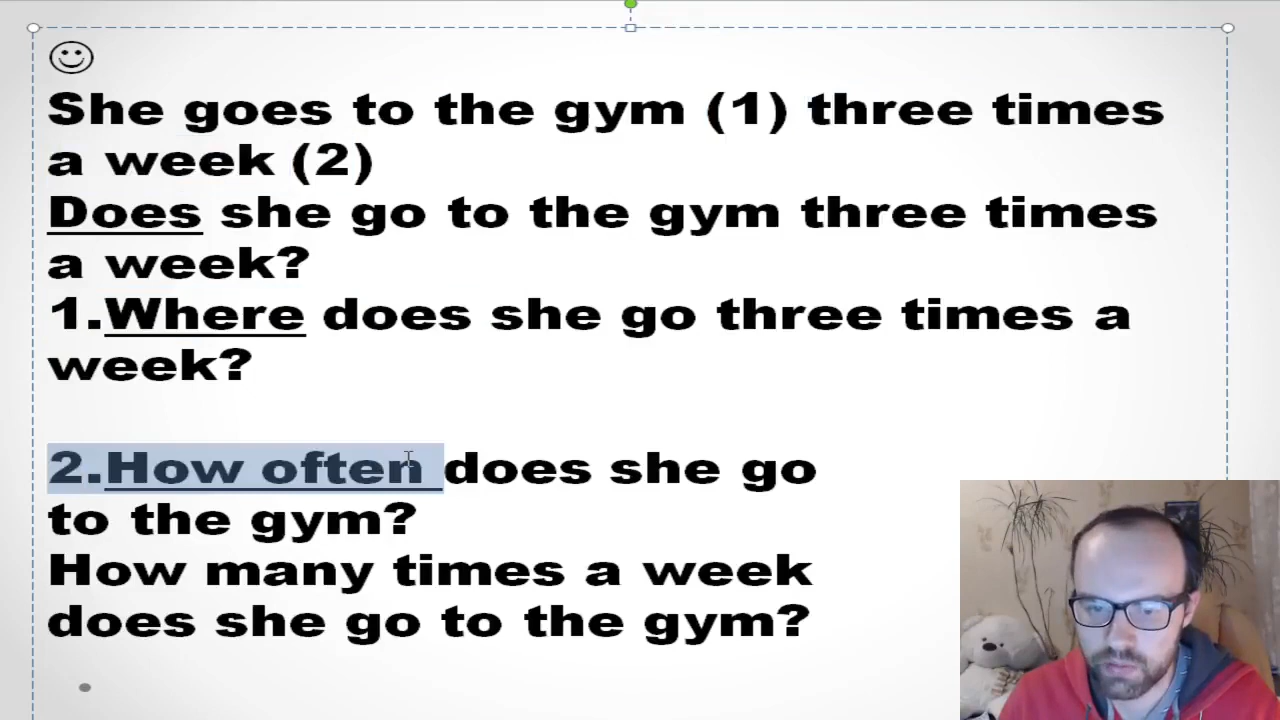 She goes to the gym (1) three times
a week (2)
Does she go to the gym three times
a week?
1.Where does she go three times a
week?
2.How often does she go
to the gym?
How many times a week
does she go to the gym?